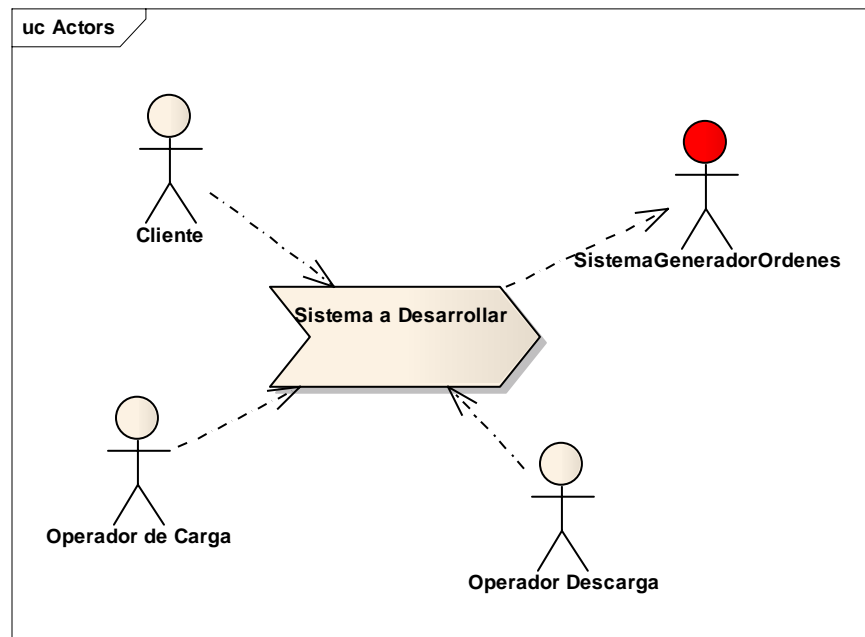 uc Actors
Cliente
SistemaGeneradorOrdenes
Sistema a Desarrollar
Operador de Carga
Operador Descarga